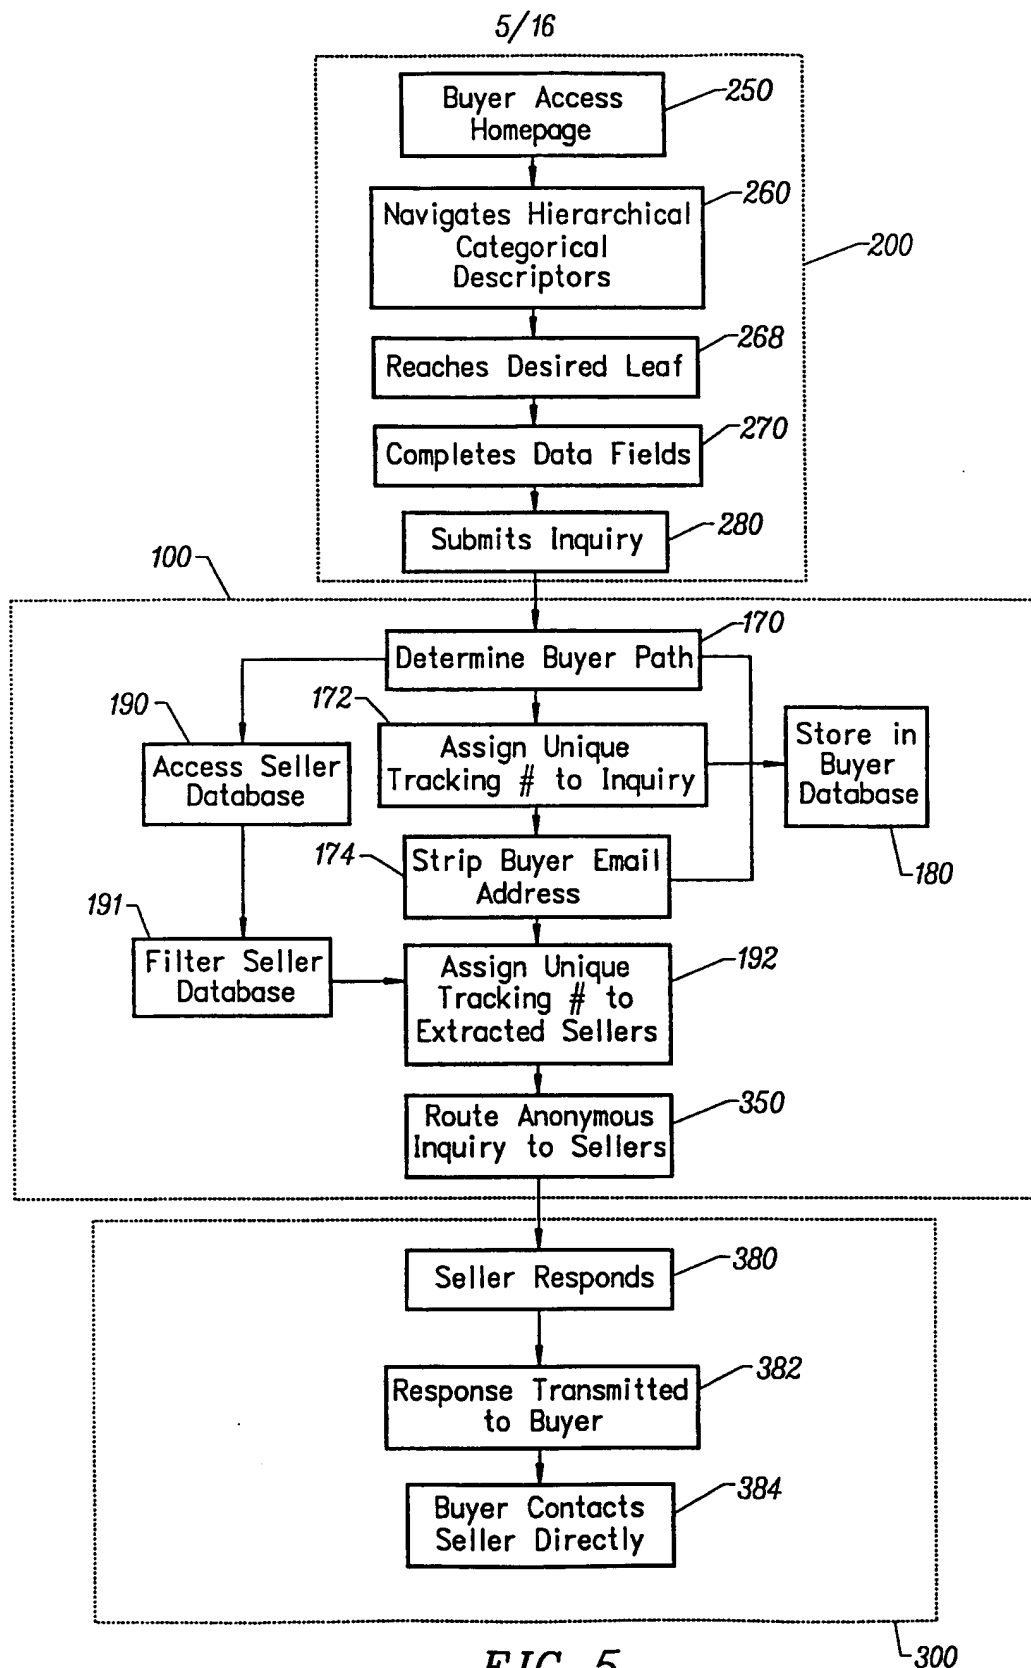 5/16
Buyer Access
Homepage
250
Navigates Hierarchical
Categorical
Descriptors
260
200
Reaches Desired Leaf
268
Completes Data Fields
270
Submits Inquiry
280
100
Determine Buyer Path
170
190
Access Seller
Database
172
Assign Unique
Tracking # to Inquiry
Store in
Buyer
Database
180
174
Strip Buyer Email
Address
191
Filter Seller
Database
Assign Unique
Tracking # to
Extracted Sellers
192
Route Anonymous
Inquiry to Sellers
350
Seller Responds
380
Response Transmitted
to Buyer
382
Buyer Contacts
Seller Directly
384
300
FIG. 5